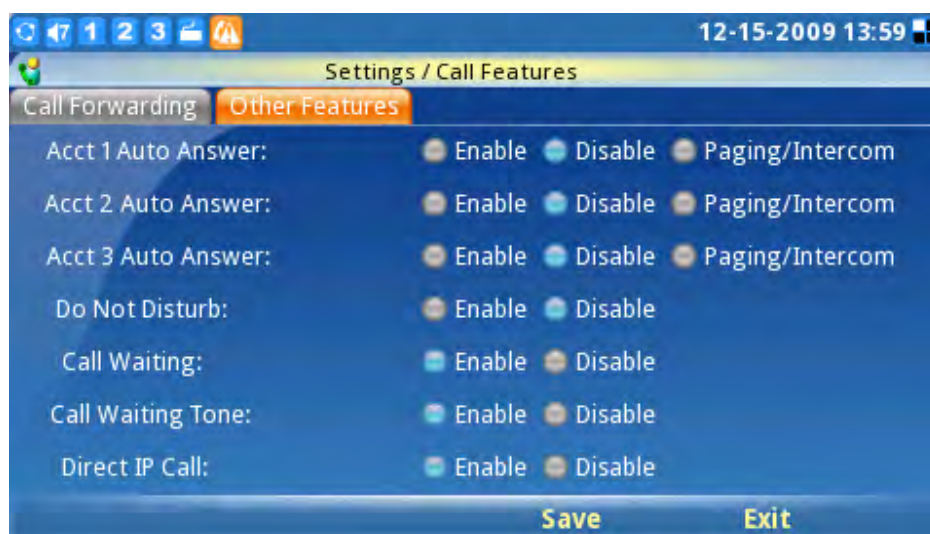 47 1 2 3 12-15-2009 13:59
Settings / Call Features
Call Forwarding Other Features
Acct 1 Auto Answer: Enable Disable Paging/Intercom
Acct 2 Auto Answer: Enable Disable Paging/Intercom
Acct 3 Auto Answer: Enable Disable Paging/Intercom
Do Not Disturb: Enable Disable
Call Waiting: Enable Disable
Call Waiting Tone: Enable Disable
Direct IP Call: Enable Disable
Save Exit